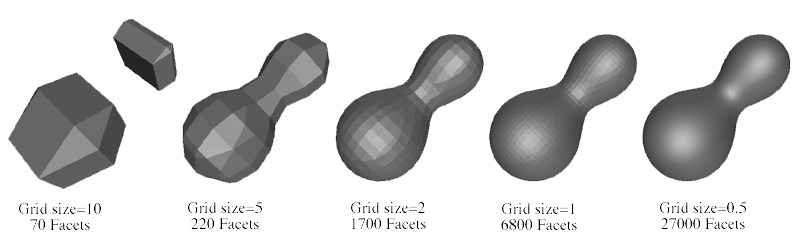 Grid size=10
70 Facets
Grid size=5
220 Facets
Grid size=2
1700 Facets
Grid size=1
6800 Facets
Grid size=0.5
27000 Facets